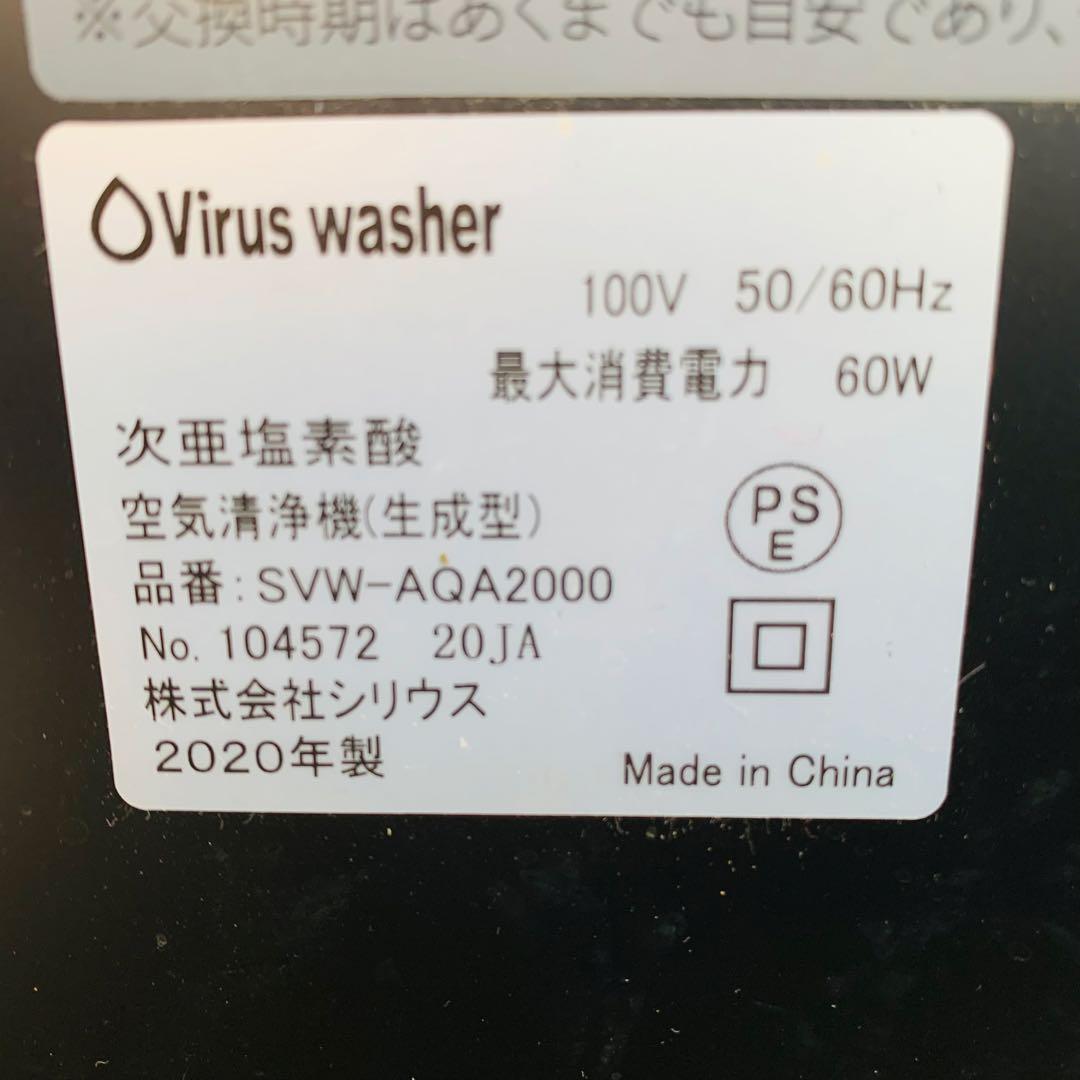 ※交換時期はあくまでも目安であり、
Virus washer
100V 50/60Hz
最大消費電力 60W
次亜塩素酸
空気清浄機(生成型)
品番:SVW-AQA2000
No. 104572 20JA
株式会社シリウス
2020年製
PSE
Made in China